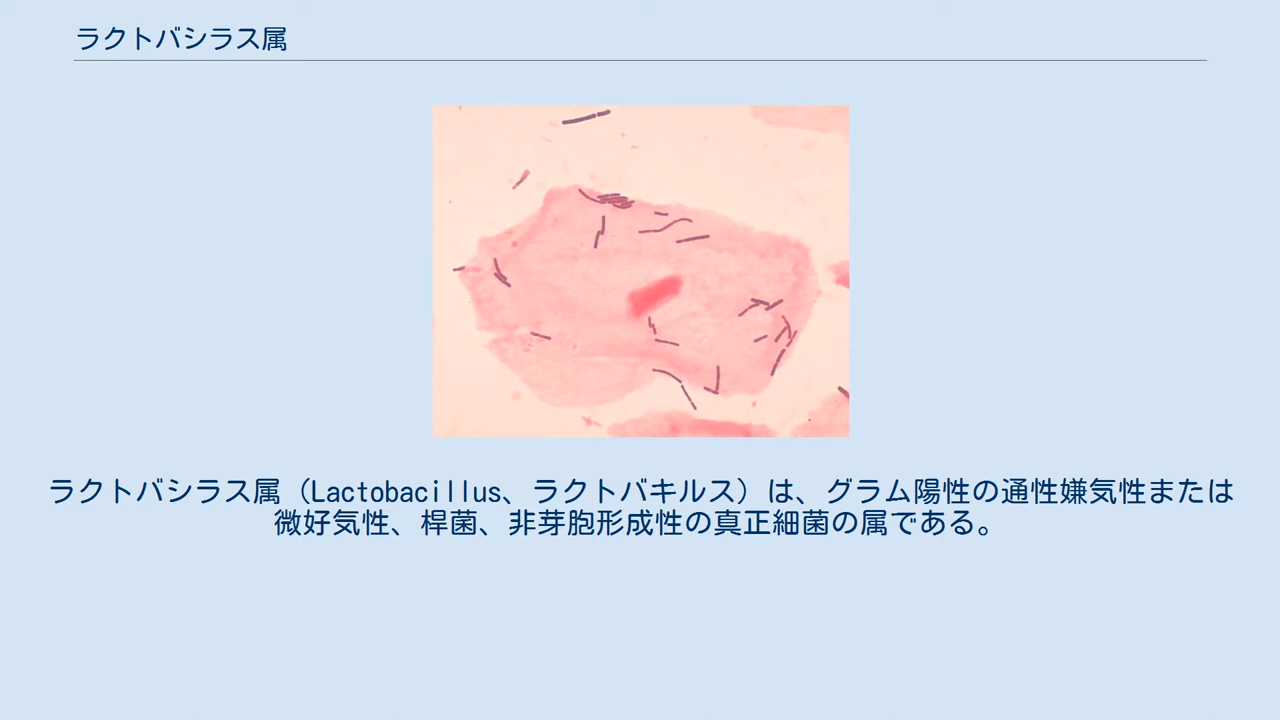 ラクトバシラス属
ラクトバシラス属（Lactobacillus、ラクトバキルス）は、グラム陽性の通性嫌気性または
微好気性、桿菌、非芽胞形成性の真正細菌の属である。